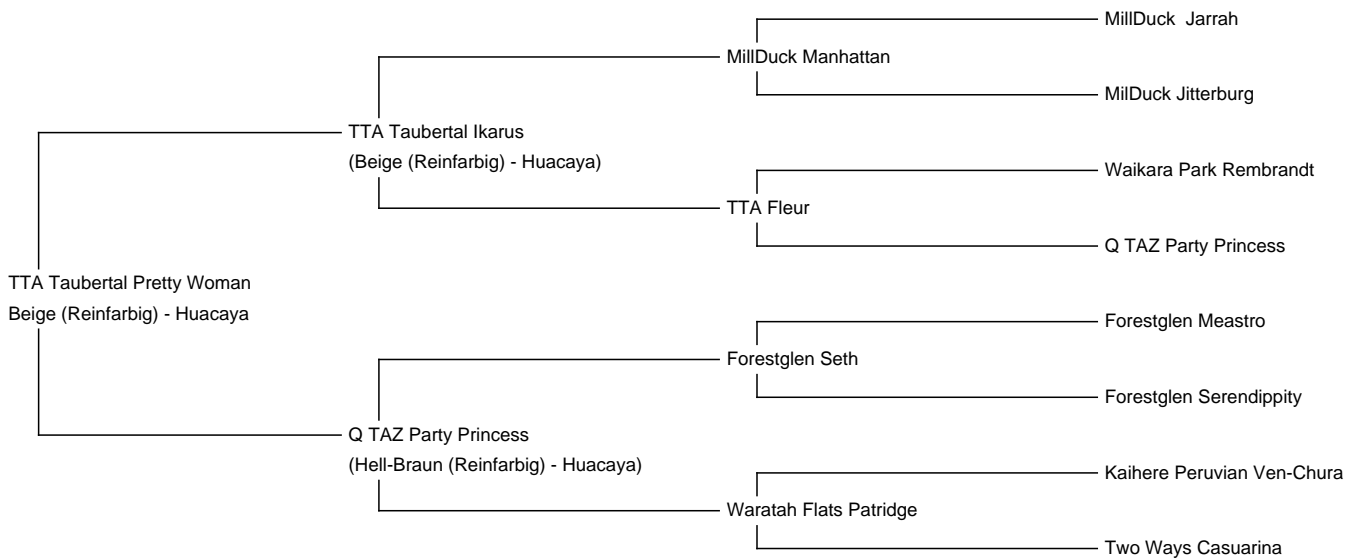 MillDuck  Jarrah
MillDuck Manhattan
MilDuck Jitterburg
TTA Taubertal Ikarus
(Beige (Reinfarbig) - Huacaya)
Waikara Park Rembrandt
TTA Fleur
Q TAZ Party Princess
TTA Taubertal Pretty Woman
Beige (Reinfarbig) - Huacaya
Forestglen Meastro
Forestglen Seth
Forestglen Serendippity
Q TAZ Party Princess
(Hell-Braun (Reinfarbig) - Huacaya)
Kaihere Peruvian Ven-Chura
Waratah Flats Patridge
Two Ways Casuarina